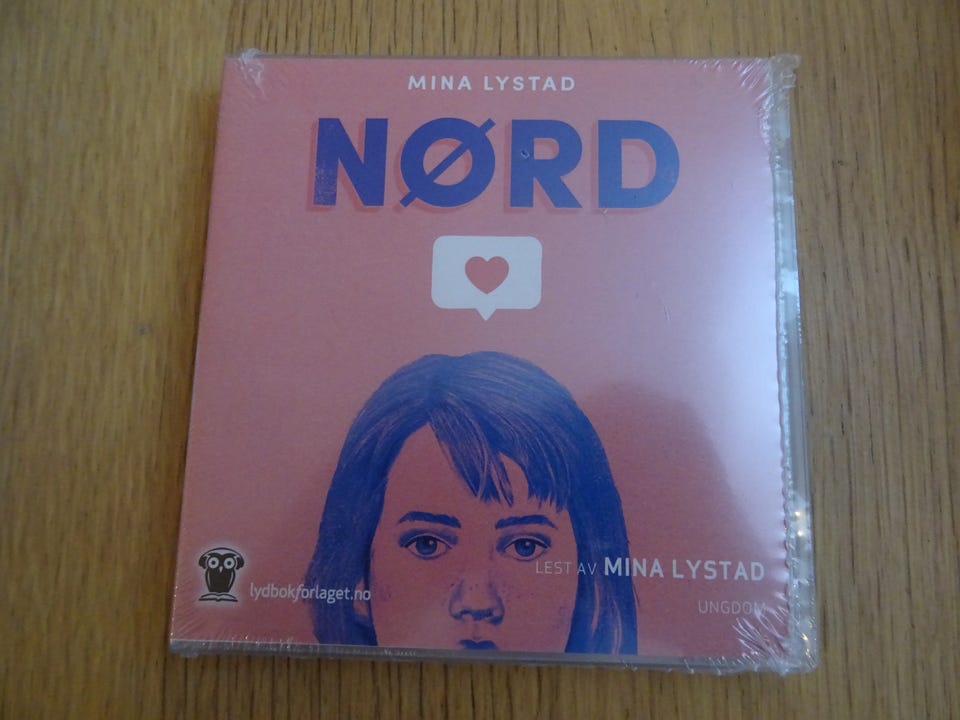 MINA LYSTAD
NØRD
LEST AV MINA LYSTAD
lydbokforlaget.no
UNGDOM